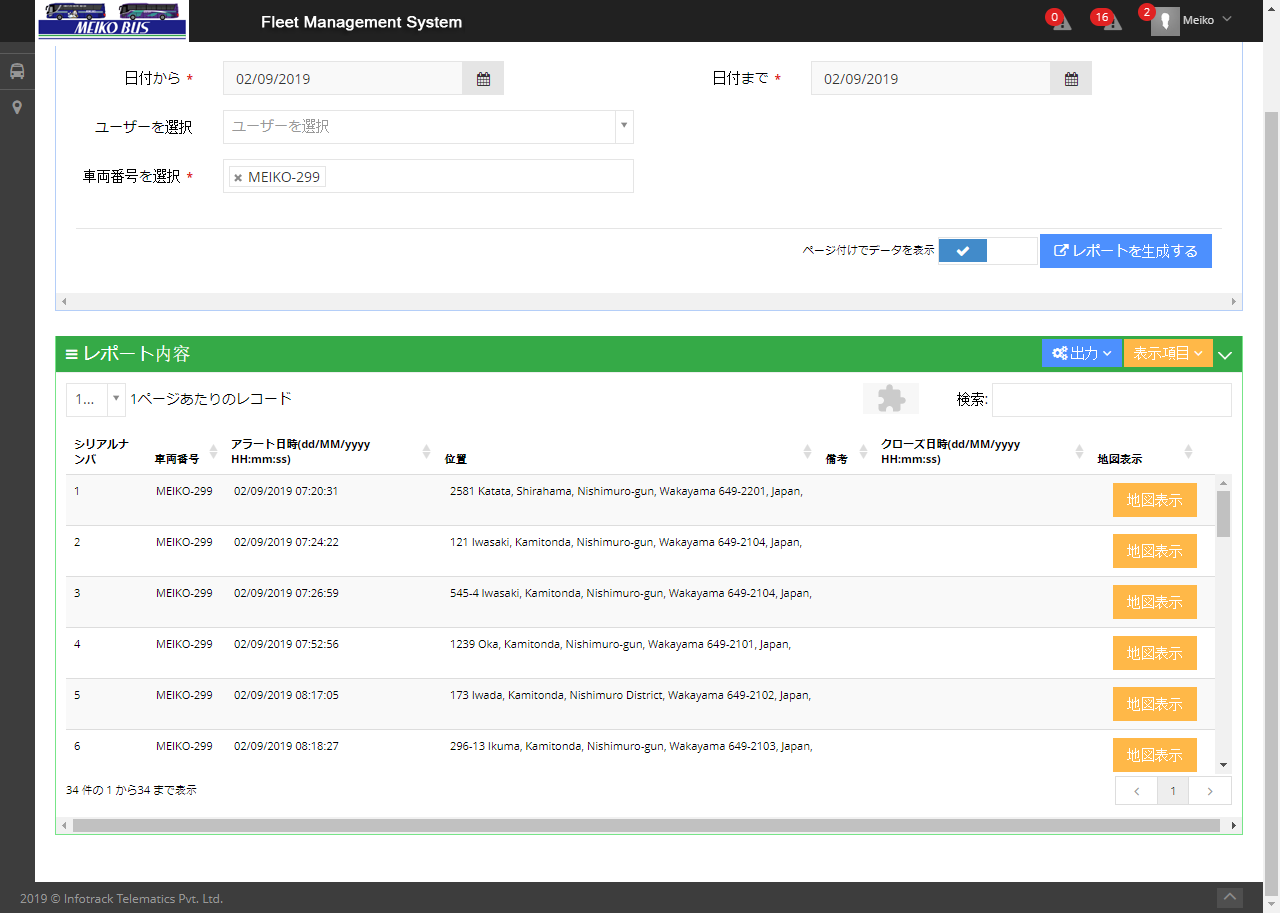 MEIKO BUS
Fleet Management System
0
16
2
Meiko
日付から *
02/09/2019
日付まで *
02/09/2019
ユーザーを選択
ユーザーを選択
車両番号を選択 *
× MEIKO-299
ページ付けでデータを表示
レポートを生成する
レポート内容
出力
表示項目
1...
1ページあたりのレコード
検索:
シリアルナンバ
車両番号
アラート日時(dd/MM/yyyy HH:mm:ss)
位置
備考
クローズ日時(dd/MM/yyyy HH:mm:ss)
地図表示
1 MEIKO-299 02/09/2019 07:20:31 2581 Katata, Shirahama, Nishimuro-gun, Wakayama 649-2201, Japan, 地図表示
2 MEIKO-299 02/09/2019 07:24:22 121 Iwasaki, Kamitonda, Nishimuro-gun, Wakayama 649-2104, Japan, 地図表示
3 MEIKO-299 02/09/2019 07:26:59 545-4 Iwasaki, Kamitonda, Nishimuro-gun, Wakayama 649-2104, Japan, 地図表示
4 MEIKO-299 02/09/2019 07:52:56 1239 Oka, Kamitonda, Nishimuro-gun, Wakayama 649-2101, Japan, 地図表示
5 MEIKO-299 02/09/2019 08:17:05 173 Iwada, Kamitonda, Nishimuro District, Wakayama 649-2102, Japan, 地図表示
6 MEIKO-299 02/09/2019 08:18:27 296-13 Ikuma, Kamitonda, Nishimuro-gun, Wakayama 649-2103, Japan, 地図表示
34 件の 1 から34 まで表示
1
2019 © Infotrack Telematics Pvt. Ltd.